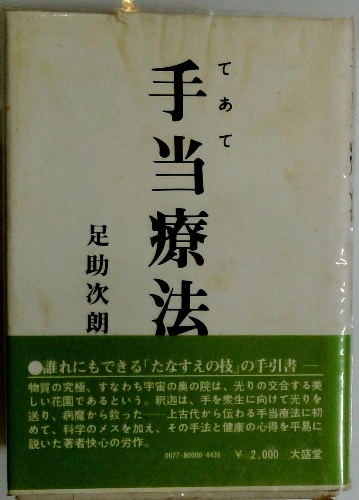 てあて
手当療法
足助次朗
●誰れにもできる「たなすえの技」の手引書―
物質の究極、すなわち宇宙の奥の院は、光りの交合する美
しい花園であるという。釈迦は、手を衆生に向けて光りを
送り、病魔から救った――上古代から伝わる手当療法に初
めて、科学のメスを加え、その手法と健康の心得を平易に
説いた著者快心の労作。
0077-80000-4435 ¥2,000 大盛堂